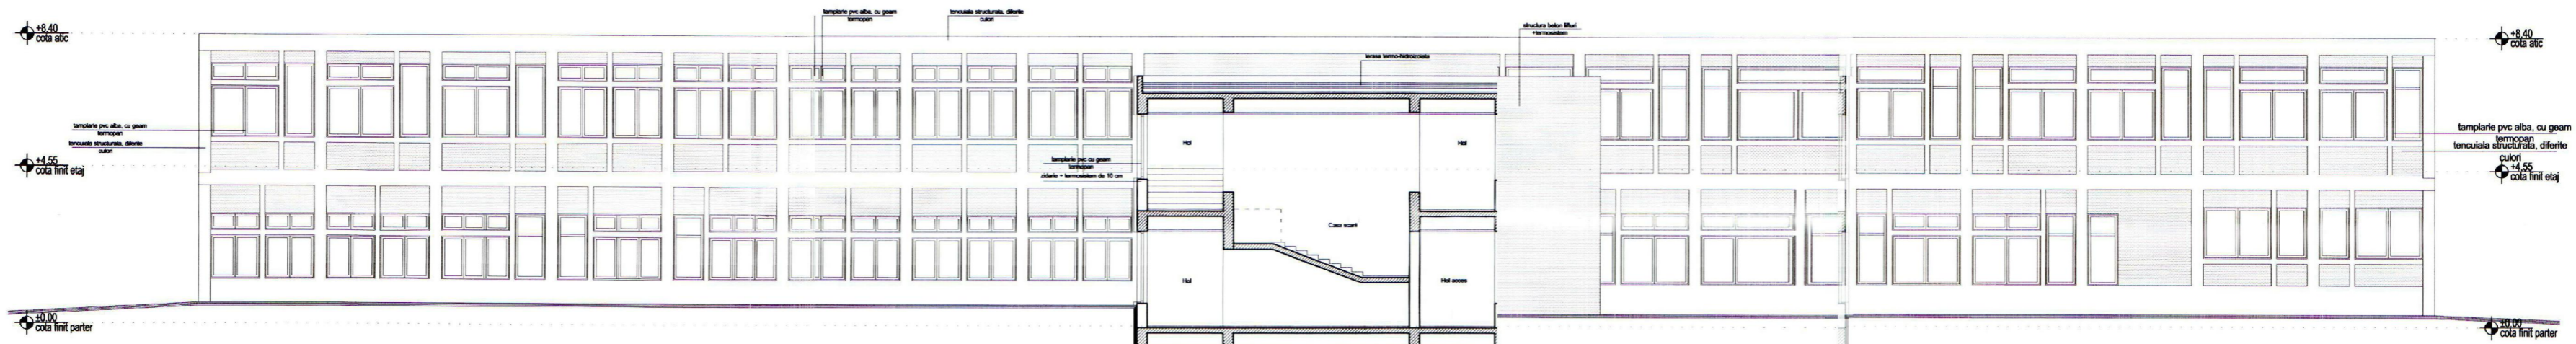 +8,40
cota atic
tamplarie pvc alba, cu geam
termopan
tencuiala structurata, diferite
culori
structura beton lifturi
+termosistem
terasa termo-hidroizolata
+8,40
cota atic
tamplarie pvc alba, cu geam
termopan
tencuiala structurata, diferite
culori
+4,55
cota finit etaj
tamplarie pvc cu geam
termopan
zidarie + termosistem de 10 cm
Hol
Hol
Casa scarii
Hol
Hol acces
tamplarie pvc alba, cu geam
termopan
tencuiala structurata, diferite
culori
+4,55
cota finit etaj
±0,00
cota finit parter
±0,00
cota finit parter